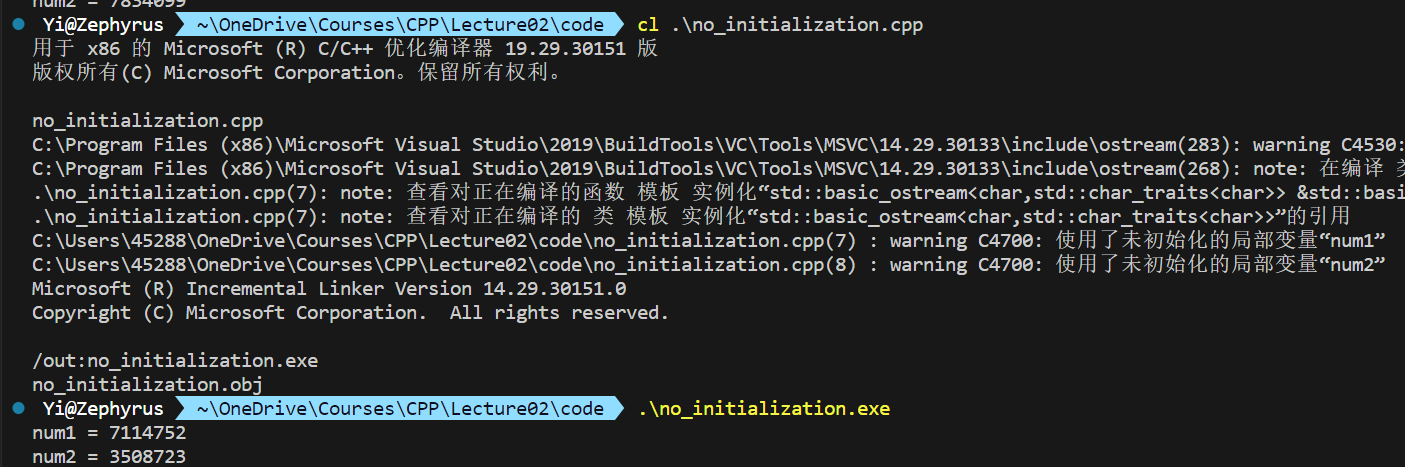 num2 = 7834099
Yi@Zephyrus ~\OneDrive\Courses\CPP\Lecture02\code cl .\no_initialization.cpp
用于 x86 的 Microsoft (R) C/C++ 优化编译器 19.29.30151 版
版权所有(C) Microsoft Corporation。保留所有权利。
no_initialization.cpp
C:\Program Files (x86)\Microsoft Visual Studio\2019\BuildTools\VC\Tools\MSVC\14.29.30133\include\ostream(283): warning C4530:
C:\Program Files (x86)\Microsoft Visual Studio\2019\BuildTools\VC\Tools\MSVC\14.29.30133\include\ostream(268): note: 在编译 类
.\no_initialization.cpp(7): note: 查看对正在编译的函数 模板 实例化“std::basic_ostream<char,std::char_traits<char>> &std::basi
.\no_initialization.cpp(7): note: 查看对正在编译的 类 模板 实例化“std::basic_ostream<char,std::char_traits<char>>”的引用
C:\Users\45288\OneDrive\Courses\CPP\Lecture02\code\no_initialization.cpp(7) : warning C4700: 使用了未初始化的局部变量“num1”
C:\Users\45288\OneDrive\Courses\CPP\Lecture02\code\no_initialization.cpp(8) : warning C4700: 使用了未初始化的局部变量“num2”
Microsoft (R) Incremental Linker Version 14.29.30151.0
Copyright (C) Microsoft Corporation.  All rights reserved.
/out:no_initialization.exe
no_initialization.obj
Yi@Zephyrus ~\OneDrive\Courses\CPP\Lecture02\code .\no_initialization.exe
num1 = 7114752
num2 = 3508723